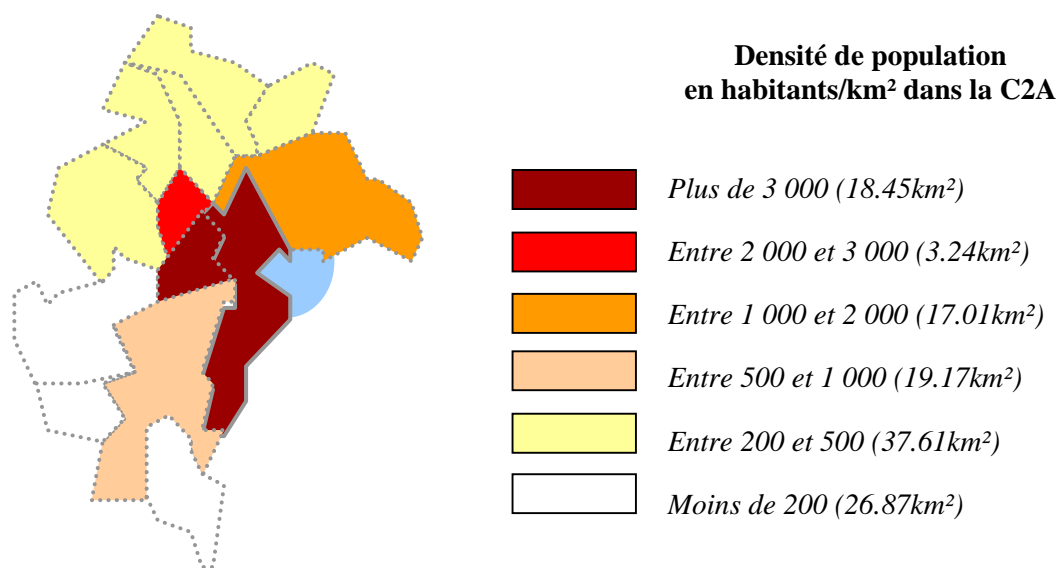 Densité de population
en habitants/km² dans la C2A
Plus de 3 000 (18.45km²)
Entre 2 000 et 3 000 (3.24km²)
Entre 1 000 et 2 000 (17.01km²)
Entre 500 et 1 000 (19.17km²)
Entre 200 et 500 (37.61km²)
Moins de 200 (26.87km²)